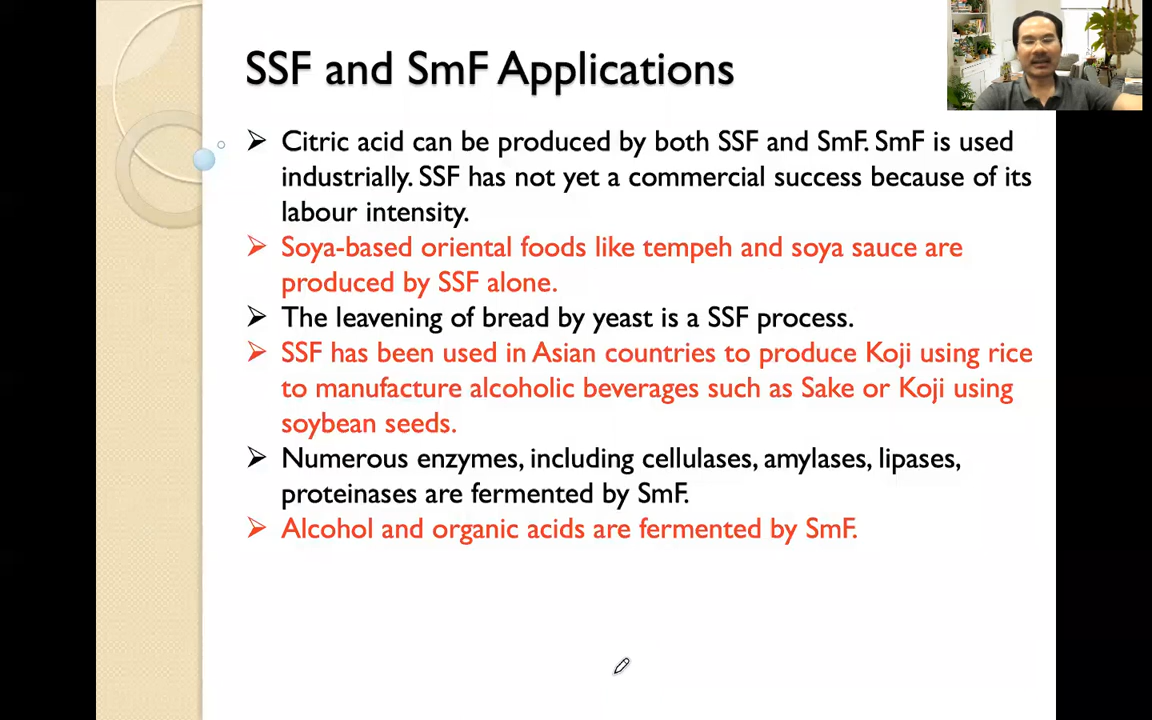 SSF and SmF Applications
Citric acid can be produced by both SSF and SmF. SmF is used
industrially. SSF has not yet a commercial success because of its
labour intensity.
Soya-based oriental foods like tempeh and soya sauce are
produced by SSF alone.
The leavening of bread by yeast is a SSF process.
SSF has been used in Asian countries to produce Koji using rice
to manufacture alcoholic beverages such as Sake or Koji using
soybean seeds.
Numerous enzymes, including cellulases, amylases, lipases,
proteinases are fermented by SmF.
Alcohol and organic acids are fermented by SmF.